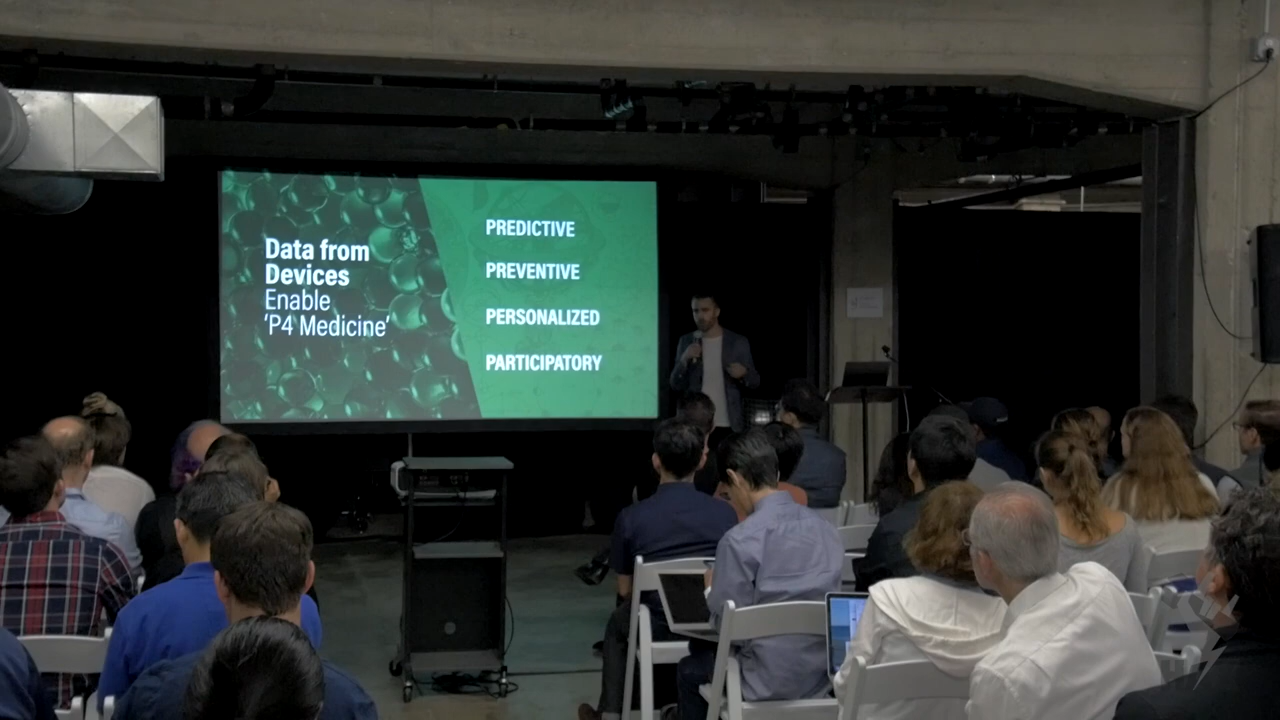 Data from
Devices
Enable
'P4 Medicine'
PREDICTIVE
PREVENTIVE
PERSONALIZED
PARTICIPATORY